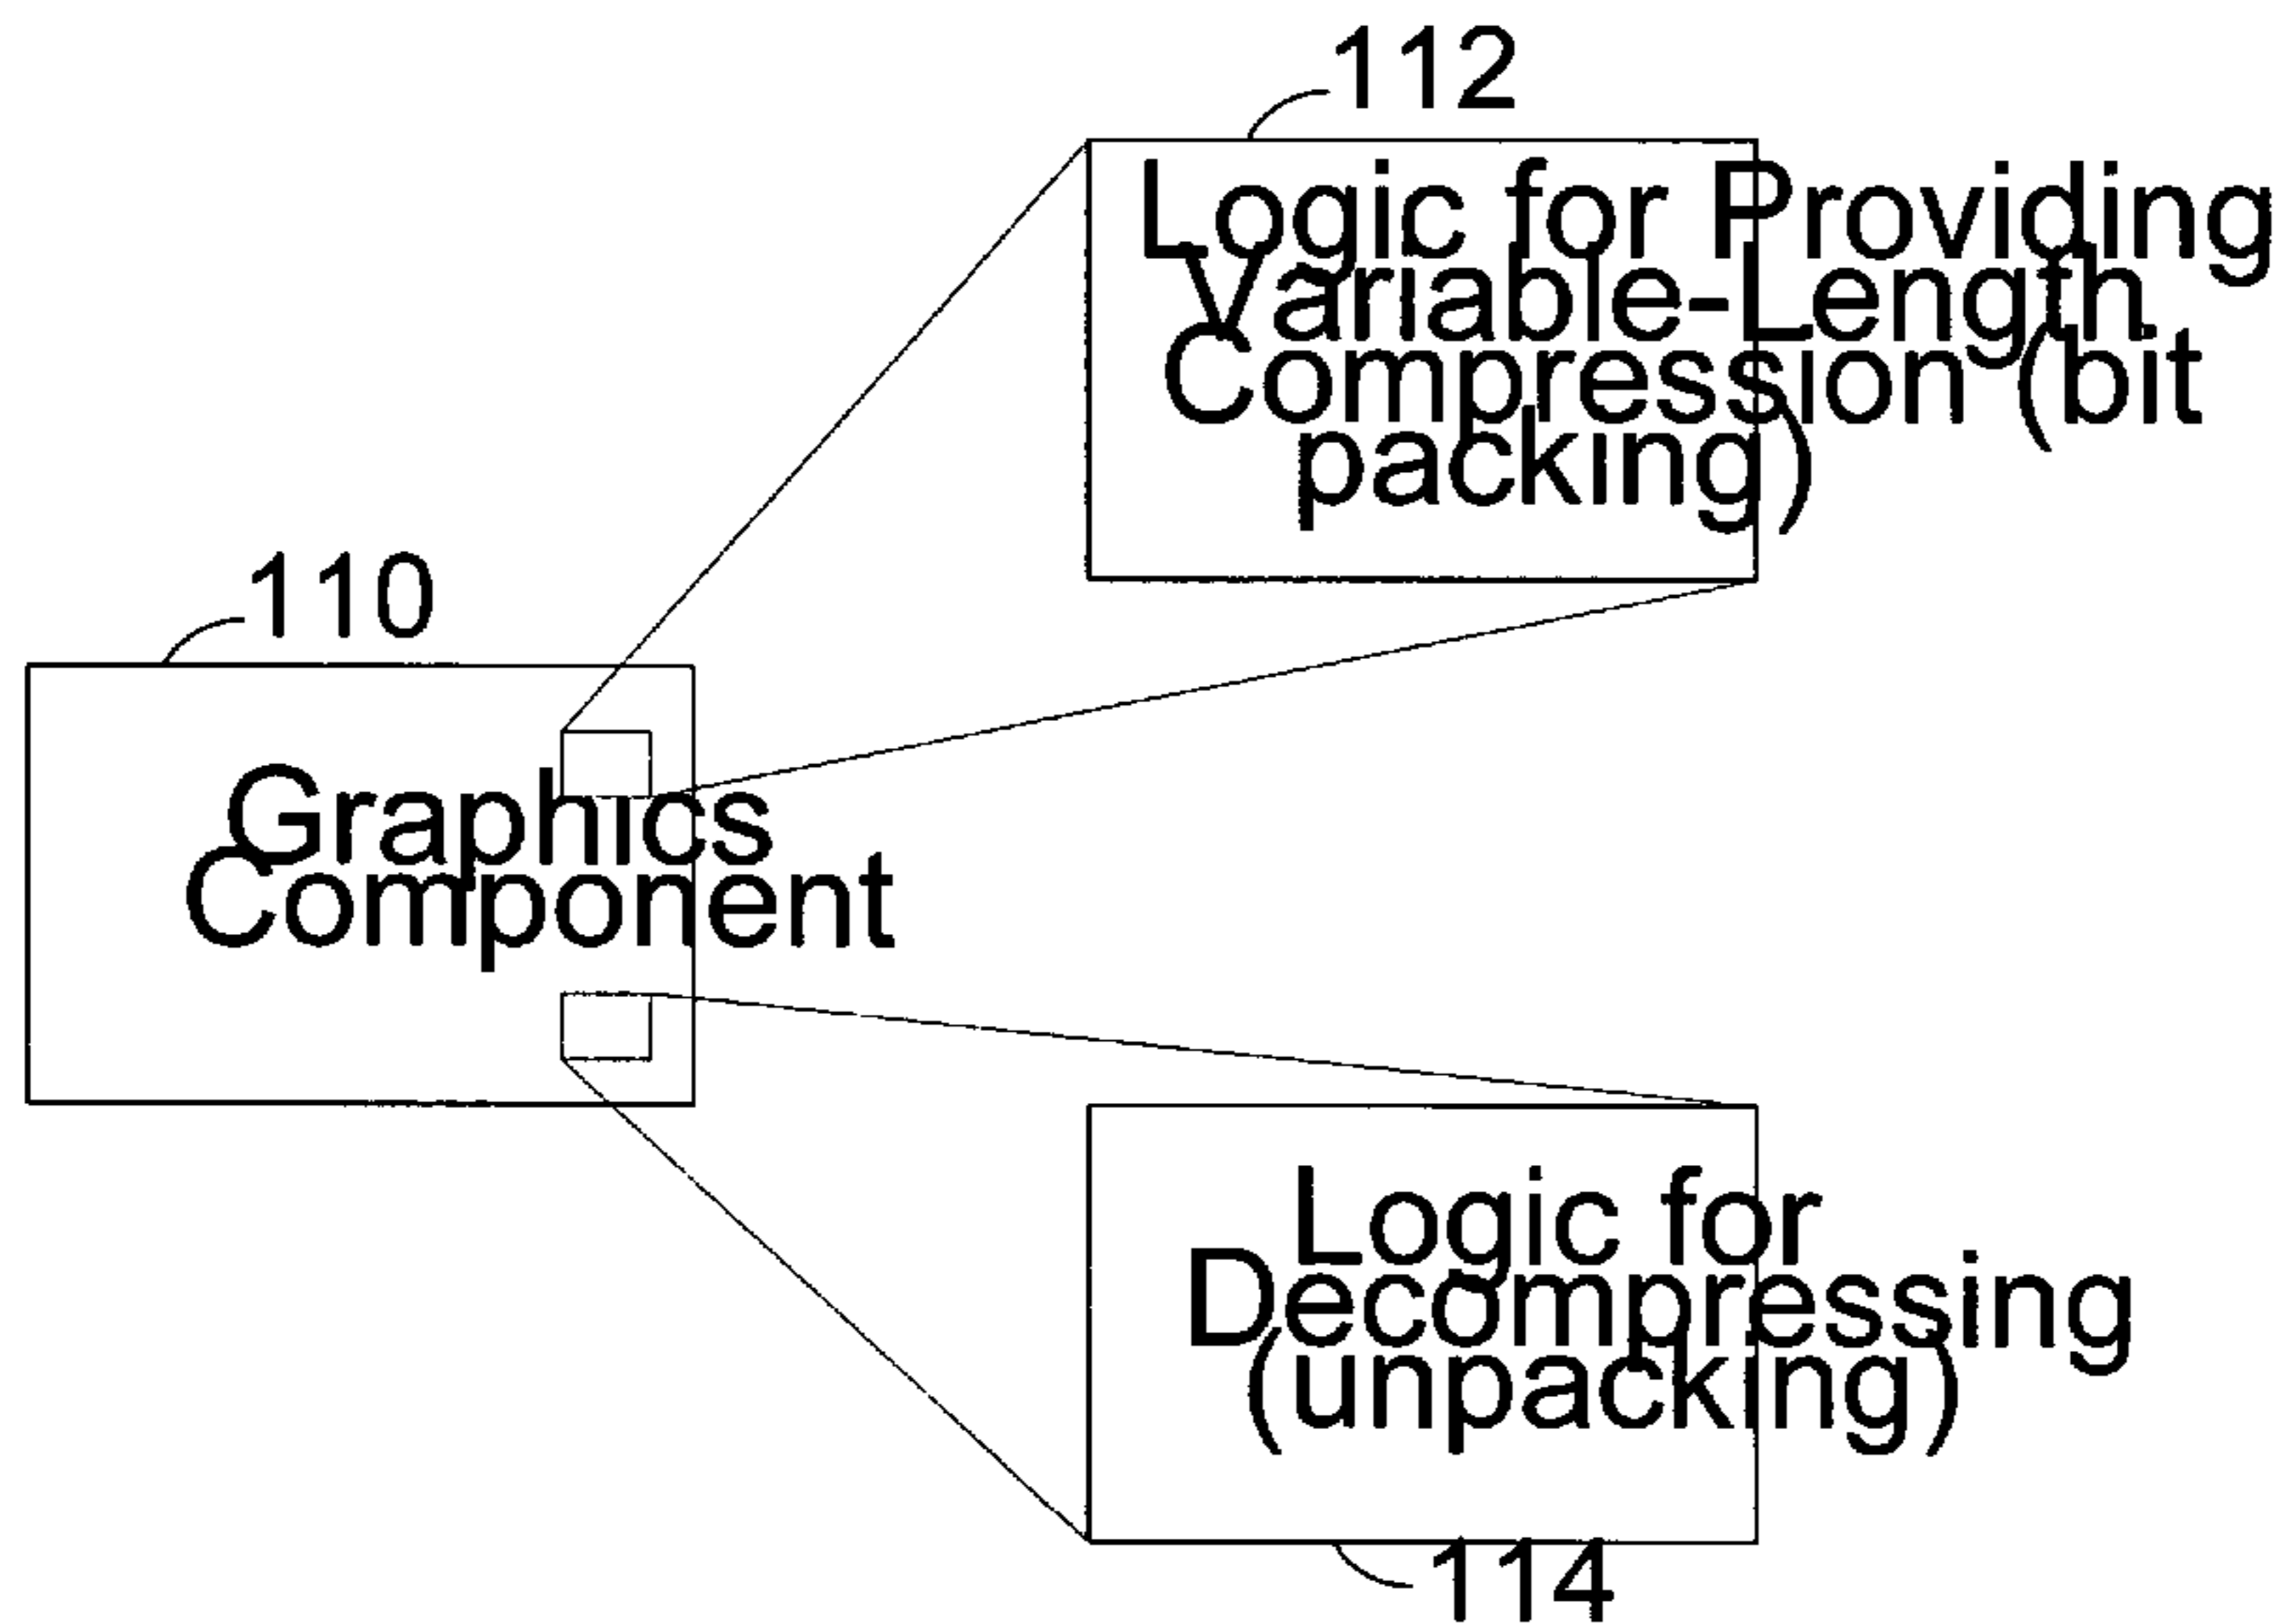 112
Logic for Providing
Variable-Length
Compression (bit
packing)
110
Graphics
Component
Logic for
Decompressing
(unpacking)
114